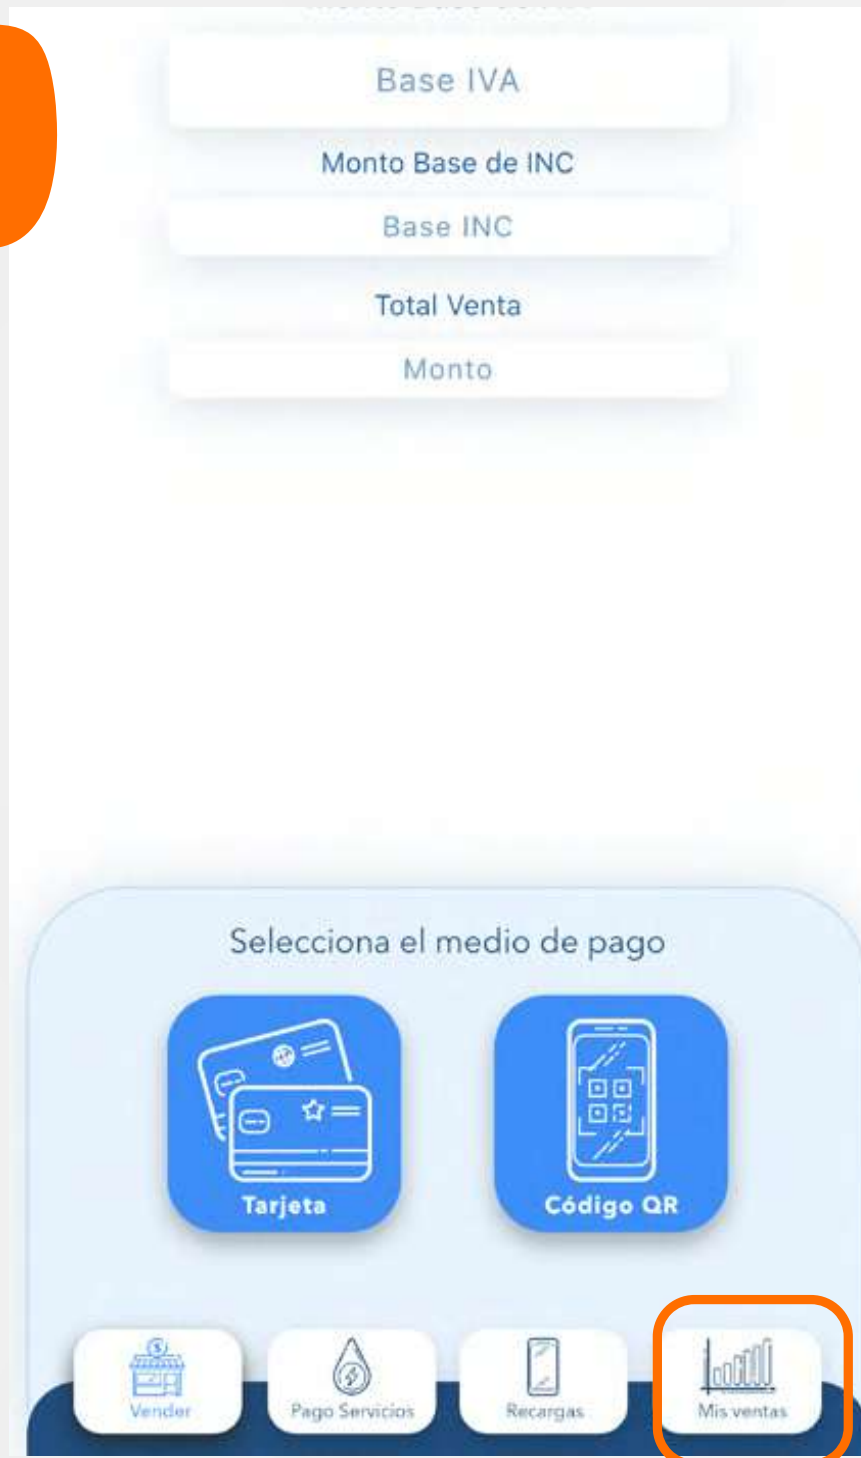 Base IVA
Monto Base de INC
Base INC
Total Venta
Monto
Selecciona el medio de pago
Tarjeta
Código QR
Vender
Pago Servicios
Recargas
Mis ventas